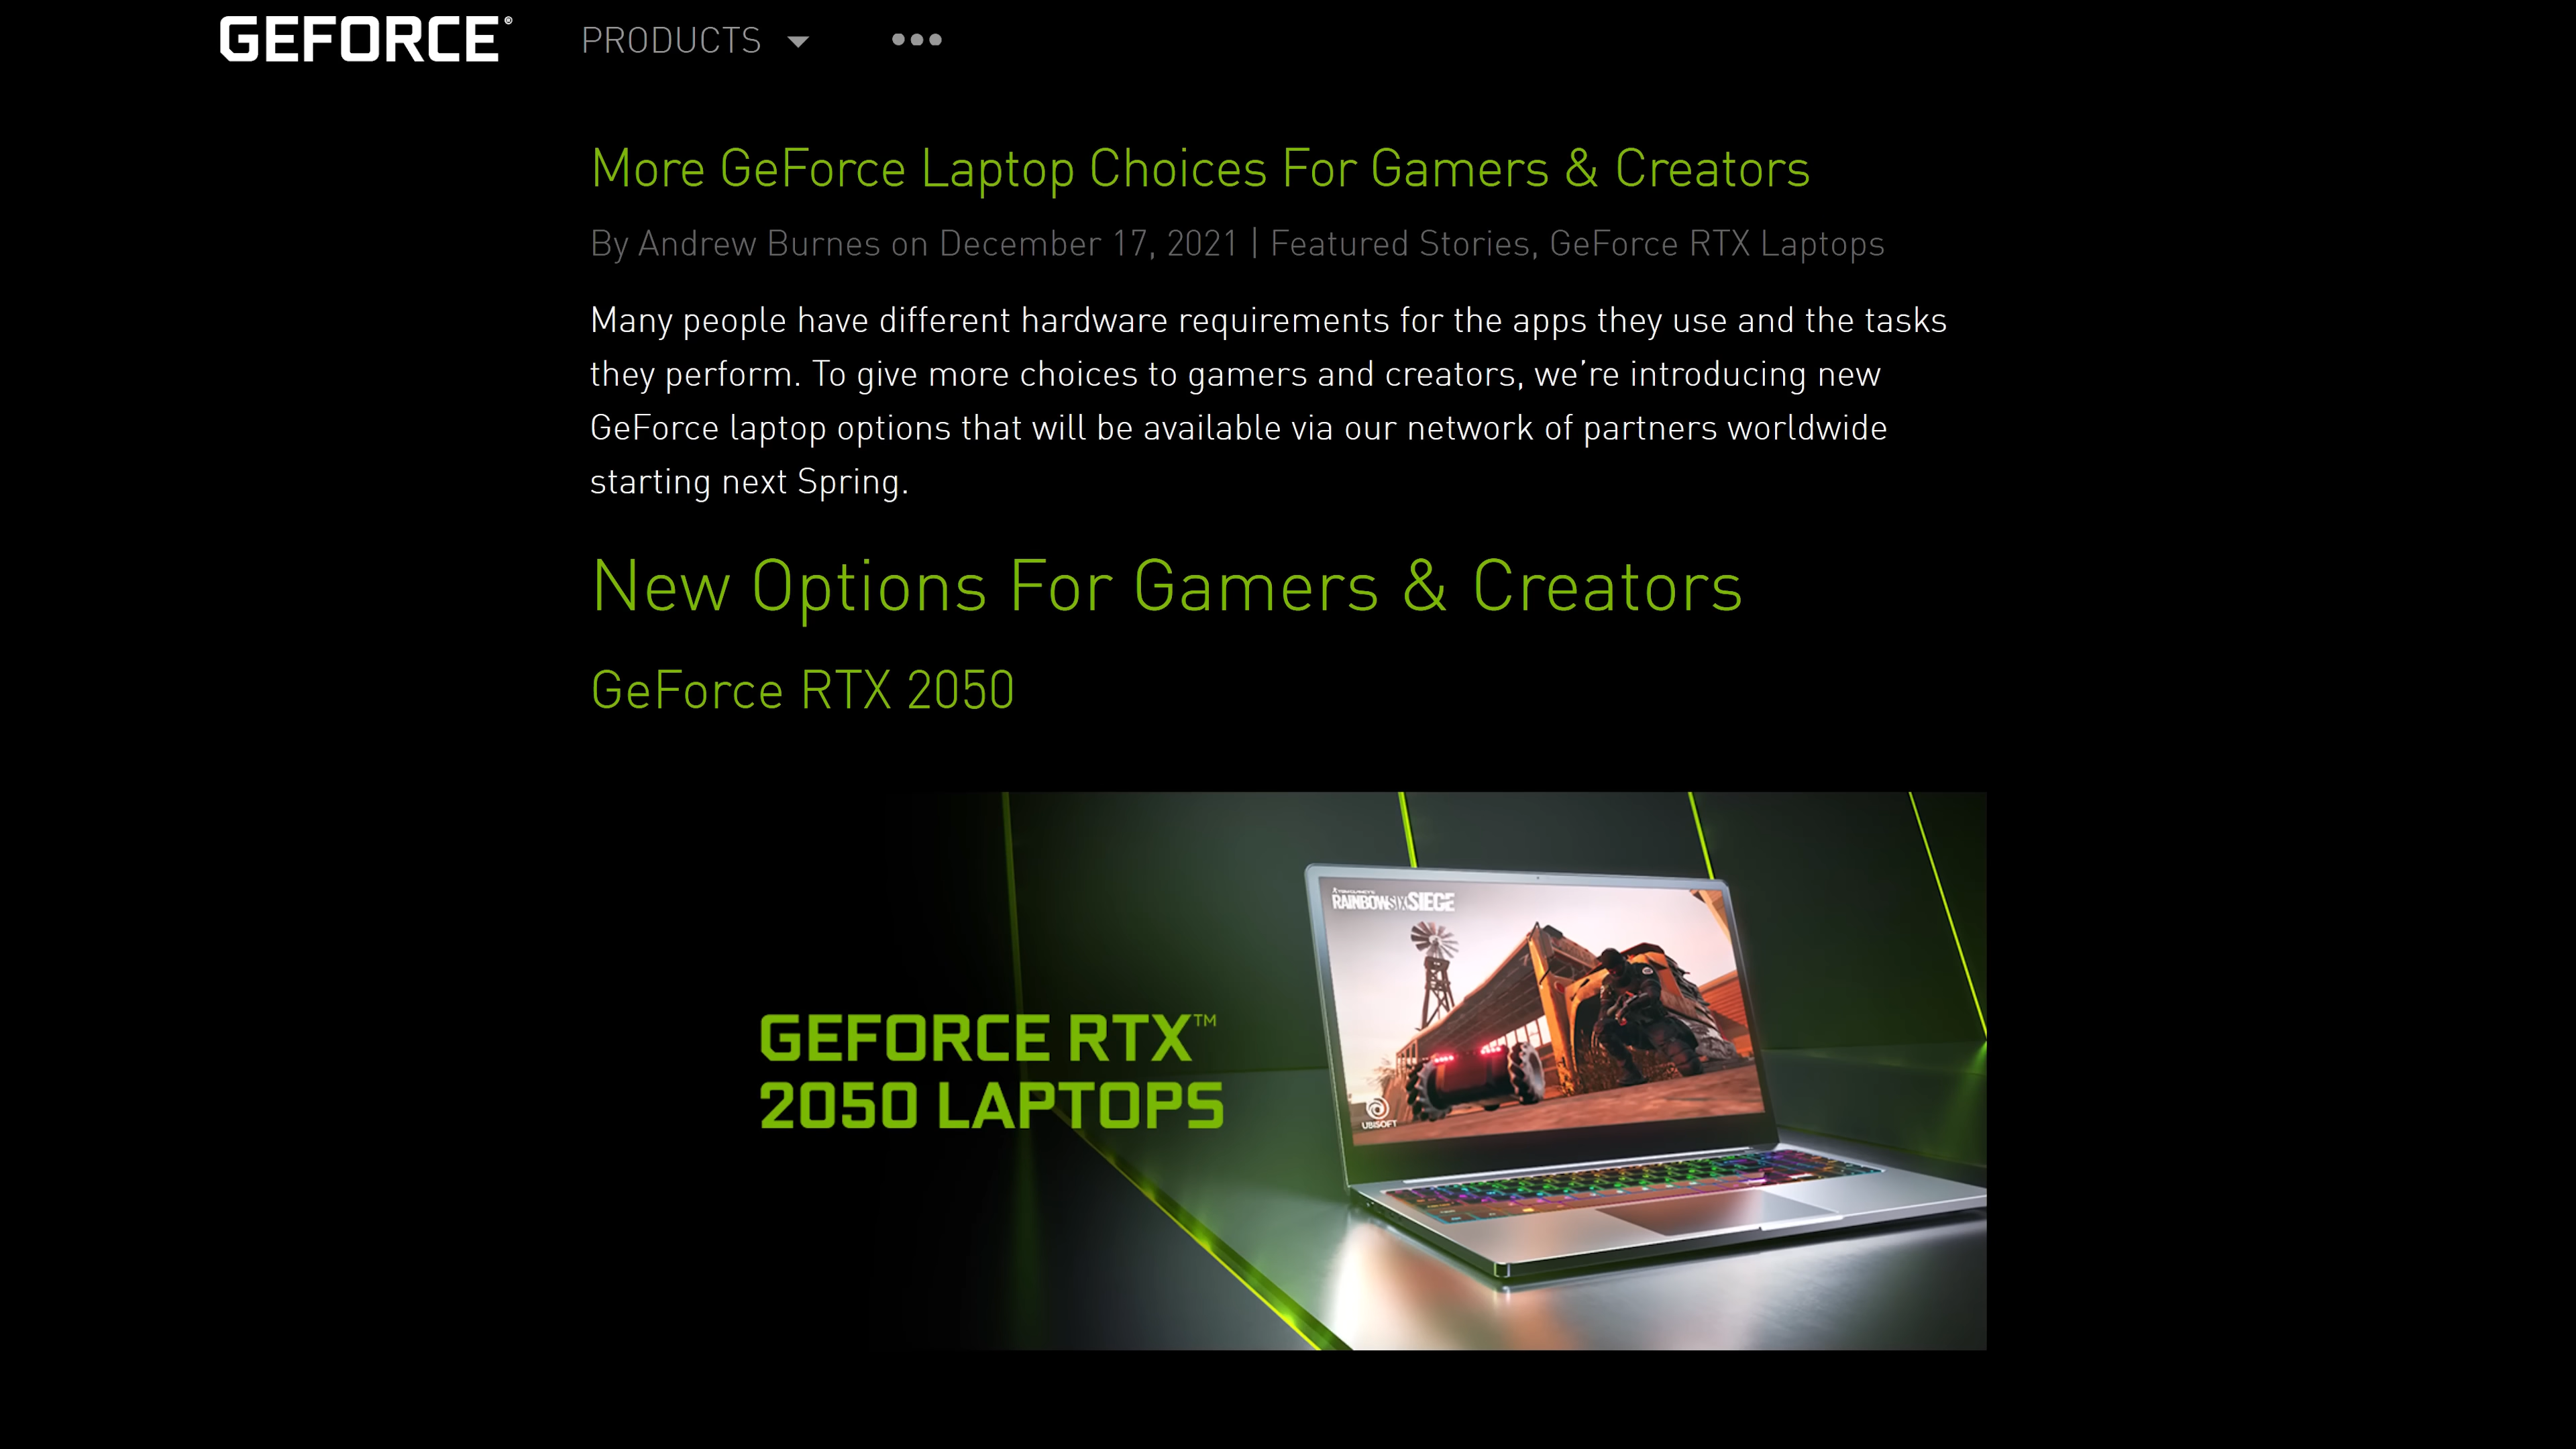 GEFORCE®
PRODUCTS
More GeForce Laptop Choices For Gamers & Creators
By Andrew Burnes on December 17, 2021 | Featured Stories, GeForce RTX Laptops
Many people have different hardware requirements for the apps they use and the tasks
they perform. To give more choices to gamers and creators, we’re introducing new
GeForce laptop options that will be available via our network of partners worldwide
starting next Spring.
New Options For Gamers & Creators
GeForce RTX 2050
RAINBOWSIX SIEGE
GEFORCE RTX™
2050 LAPTOPS
UBISOFT